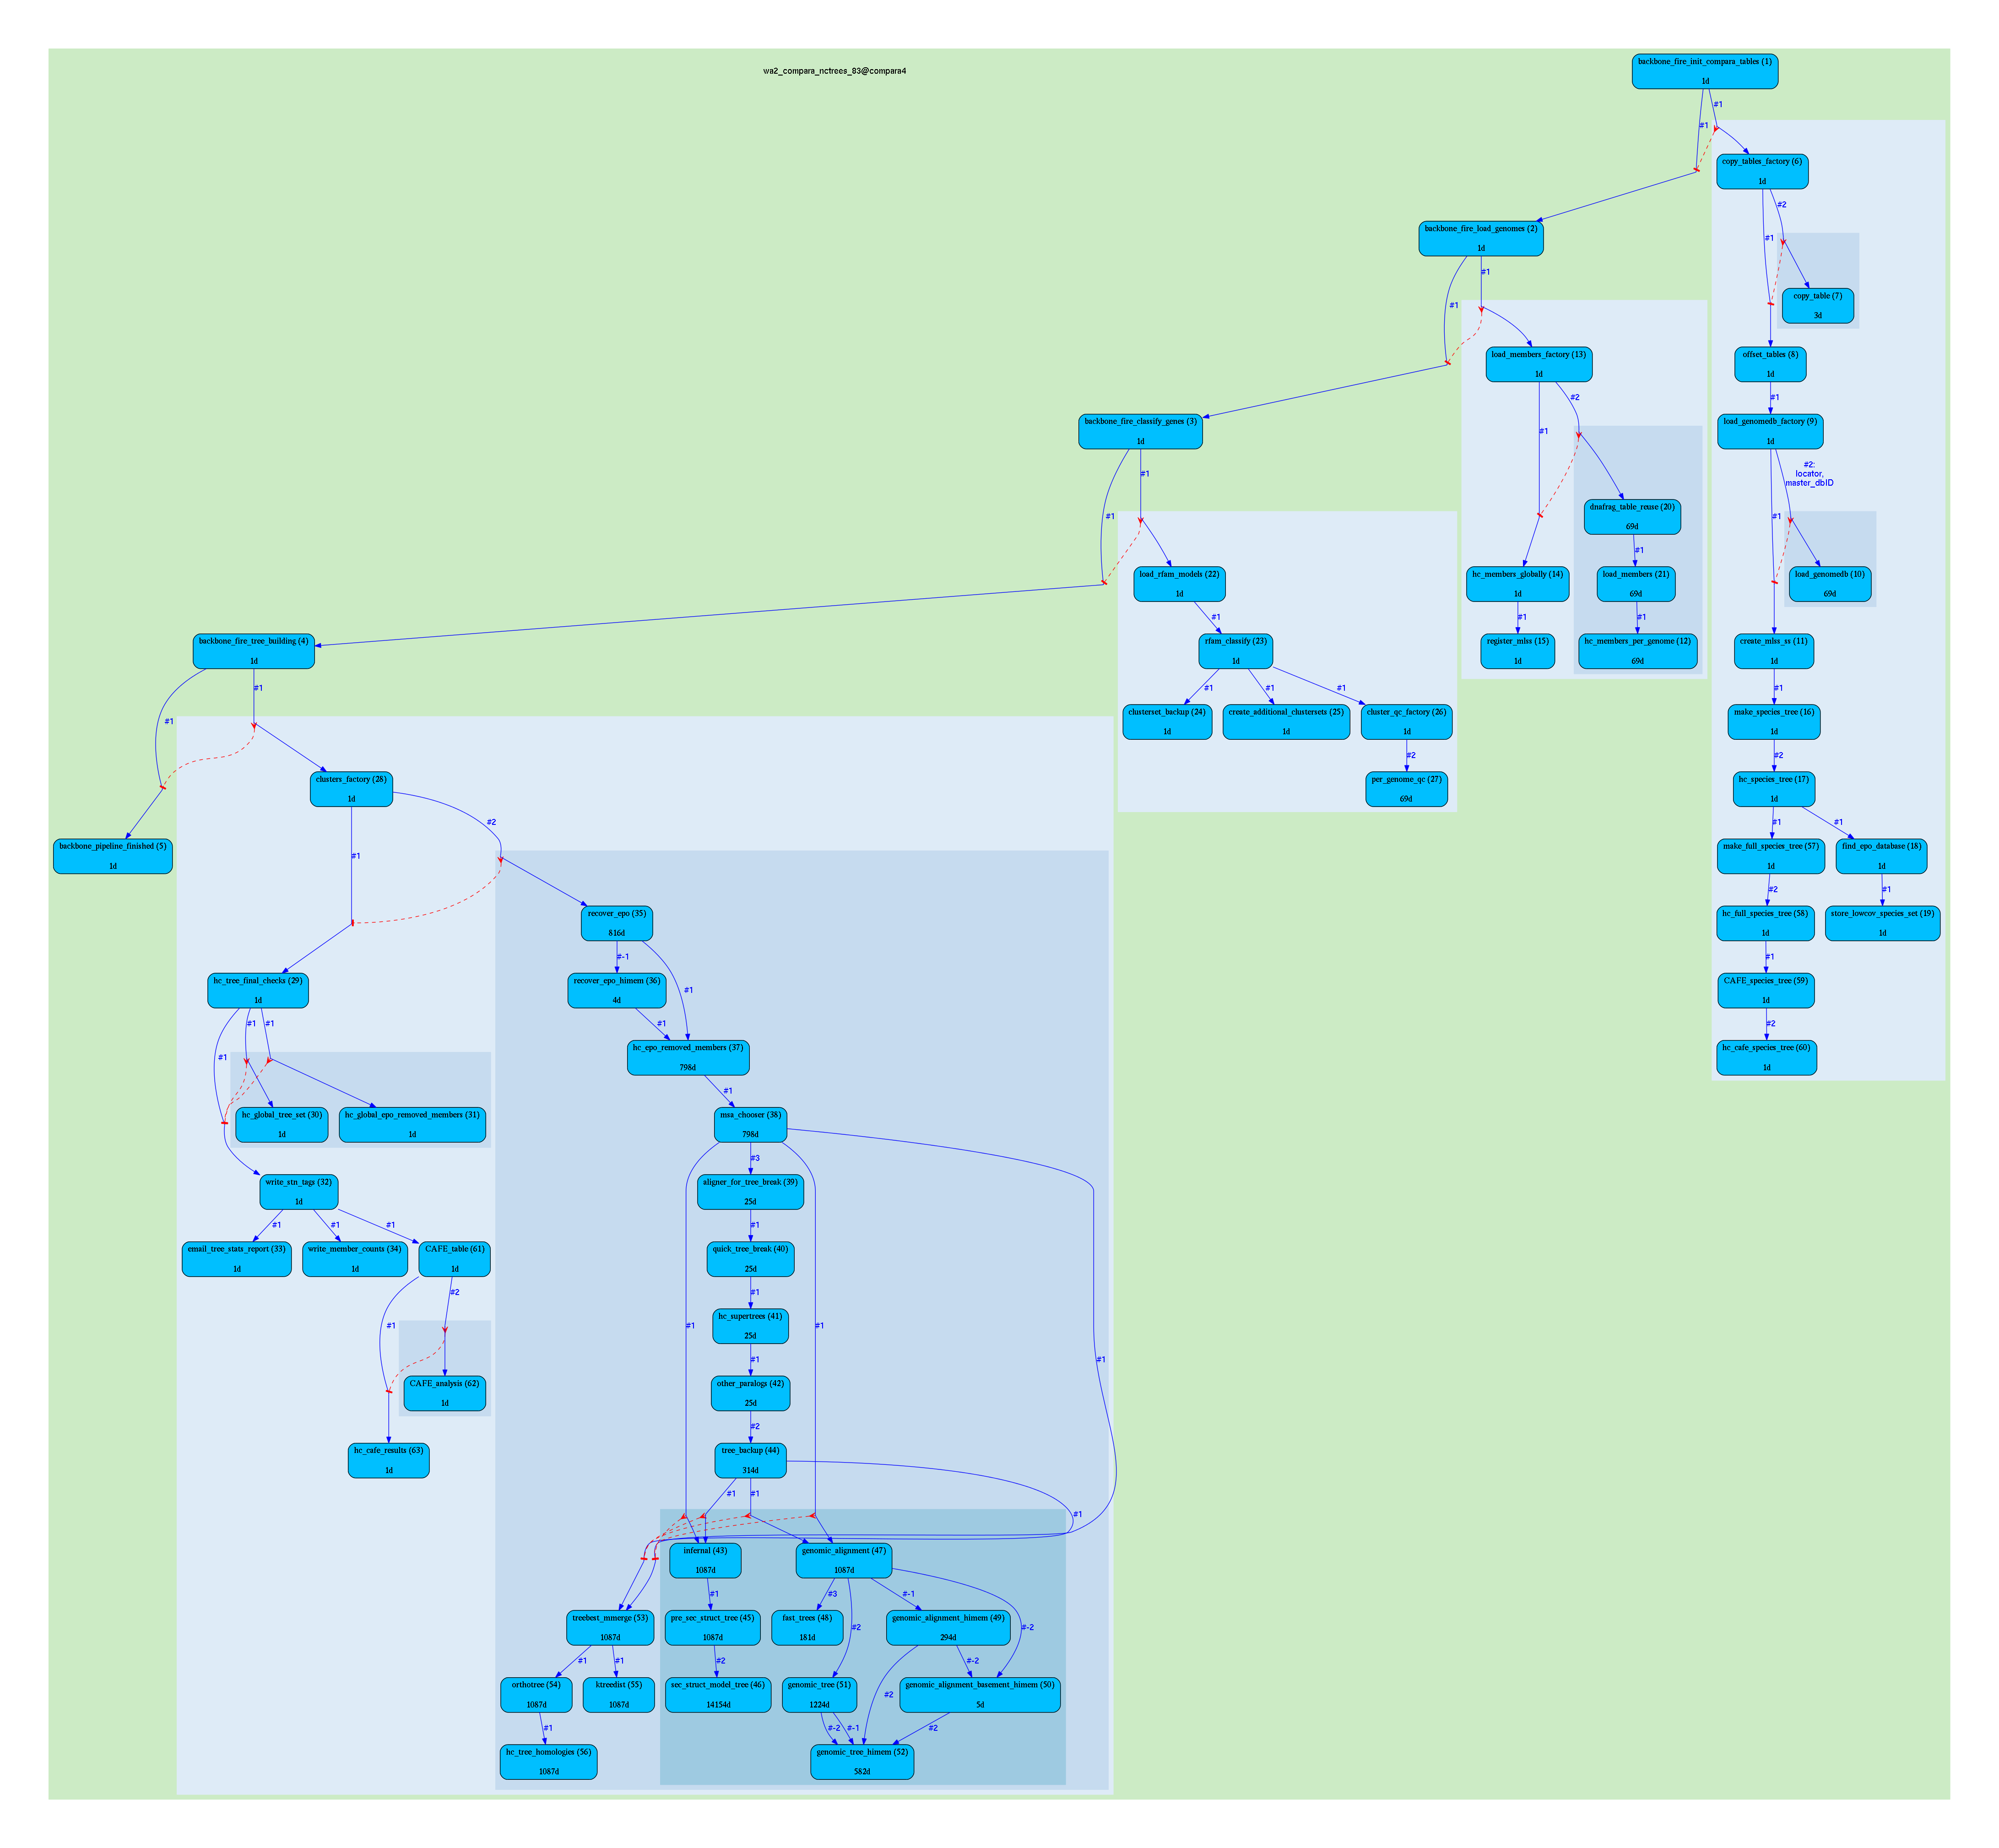 wa2_compara_nctrees_83@compara4
backbone_fire_init_compara_tables (1)
1d
#1
#1
copy_tables_factory (6)
1d
#2
#1
backbone_fire_load_genomes (2)
1d
#1
#1
copy_table (7)
3d
offset_tables (8)
1d
#1
load_members_factory (13)
1d
#2
#1
backbone_fire_classify_genes (3)
1d
#1
#1
load_genomedb_factory (9)
1d
#2:
locator,
master_dbID
#1
dnafrag_table_reuse (20)
69d
#1
load_rfam_models (22)
1d
#1
hc_members_globally (14)
1d
#1
load_members (21)
69d
#1
load_genomedb (10)
69d
backbone_fire_tree_building (4)
1d
#1
#1
rfam_classify (23)
1d
#1
#1
#1
register_mlss (15)
1d
hc_members_per_genome (12)
69d
create_mlss_ss (11)
1d
#1
clusterset_backup (24)
1d
create_additional_clustersets (25)
1d
cluster_qc_factory (26)
1d
#2
make_species_tree (16)
1d
#2
clusters_factory (28)
1d
#2
#1
per_genome_qc (27)
69d
hc_species_tree (17)
1d
#1
#1
backbone_pipeline_finished (5)
1d
make_full_species_tree (57)
1d
#2
find_epo_database (18)
1d
#1
recover_epo (35)
816d
#-1
#1
hc_full_species_tree (58)
1d
#1
store_lowcov_species_set (19)
1d
hc_tree_final_checks (29)
1d
#1
#1
#1
recover_epo_himem (36)
4d
#1
CAFE_species_tree (59)
1d
#2
hc_epo_removed_members (37)
798d
#1
hc_cafe_species_tree (60)
1d
hc_global_tree_set (30)
1d
hc_global_epo_removed_members (31)
1d
msa_chooser (38)
798d
#3
#1
#1
#1
write_stn_tags (32)
1d
#1
#1
#1
aligner_for_tree_break (39)
25d
#1
email_tree_stats_report (33)
1d
write_member_counts (34)
1d
CAFE_table (61)
1d
#2
#1
quick_tree_break (40)
25d
#1
hc_supertrees (41)
25d
#1
CAFE_analysis (62)
1d
other_paralogs (42)
25d
#2
hc_cafe_results (63)
1d
tree_backup (44)
314d
#1
#1
#1
infernal (43)
1087d
#1
genomic_alignment (47)
1087d
#3
#2
#-1
#-2
treebest_mmerge (53)
1087d
#1
#1
pre_sec_struct_tree (45)
1087d
#2
fast_trees (48)
181d
genomic_alignment_himem (49)
294d
#-2
#2
orthotree (54)
1087d
#1
ktreedist (55)
1087d
sec_struct_model_tree (46)
14154d
genomic_tree (51)
1224d
#-2
#-1
genomic_alignment_basement_himem (50)
5d
#2
hc_tree_homologies (56)
1087d
genomic_tree_himem (52)
582d